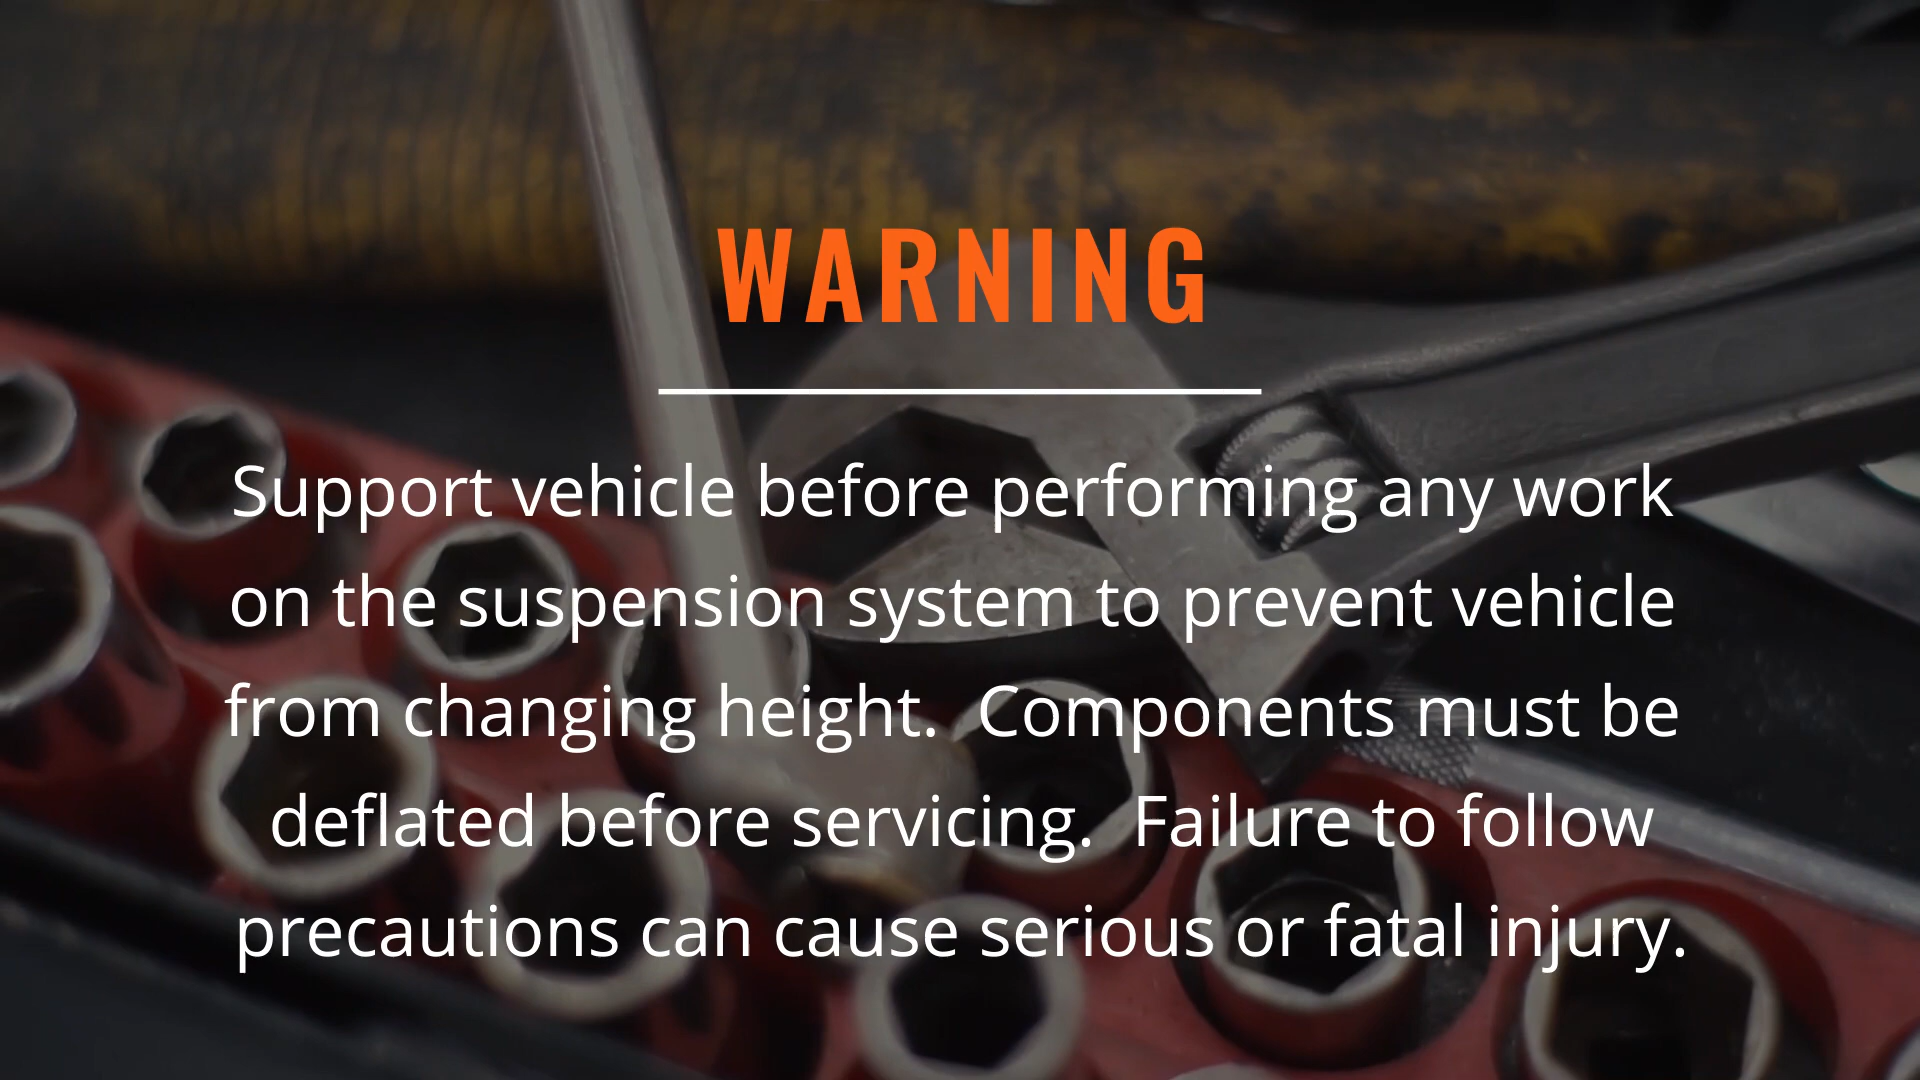 WARNING
Support vehicle before performing any work
on the suspension system to prevent vehicle
from changing height.  Components must be
deflated before servicing.  Failure to follow
precautions can cause serious or fatal injury.